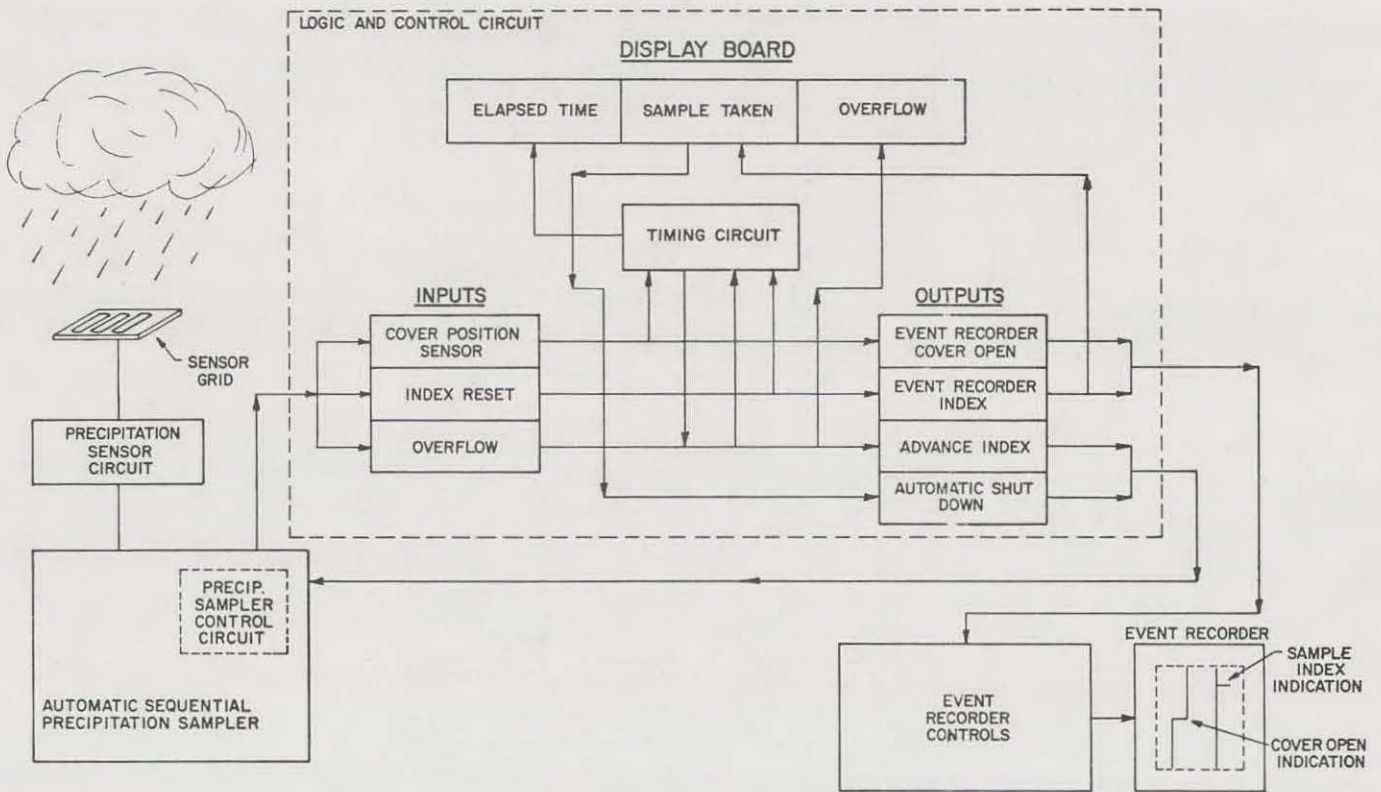 LOGIC AND CONTROL CIRCUIT
DISPLAY BOARD
ELAPSED TIME
SAMPLE TAKEN
OVERFLOW
TIMING CIRCUIT
INPUTS
COVER POSITION
SENSOR
INDEX RESET
OVERFLOW
OUTPUTS
EVENT RECORDER
COVER OPEN
EVENT RECORDER
INDEX
ADVANCE INDEX
AUTOMATIC SHUT
DOWN
SENSOR
GRID
PRECIPITATION
SENSOR
CIRCUIT
PRECIP.
SAMPLER
CONTROL
CIRCUIT
AUTOMATIC SEQUENTIAL
PRECIPITATION SAMPLER
EVENT
RECORDER
CONTROLS
EVENT RECORDER
SAMPLE
INDEX
INDICATION
COVER OPEN
INDICATION